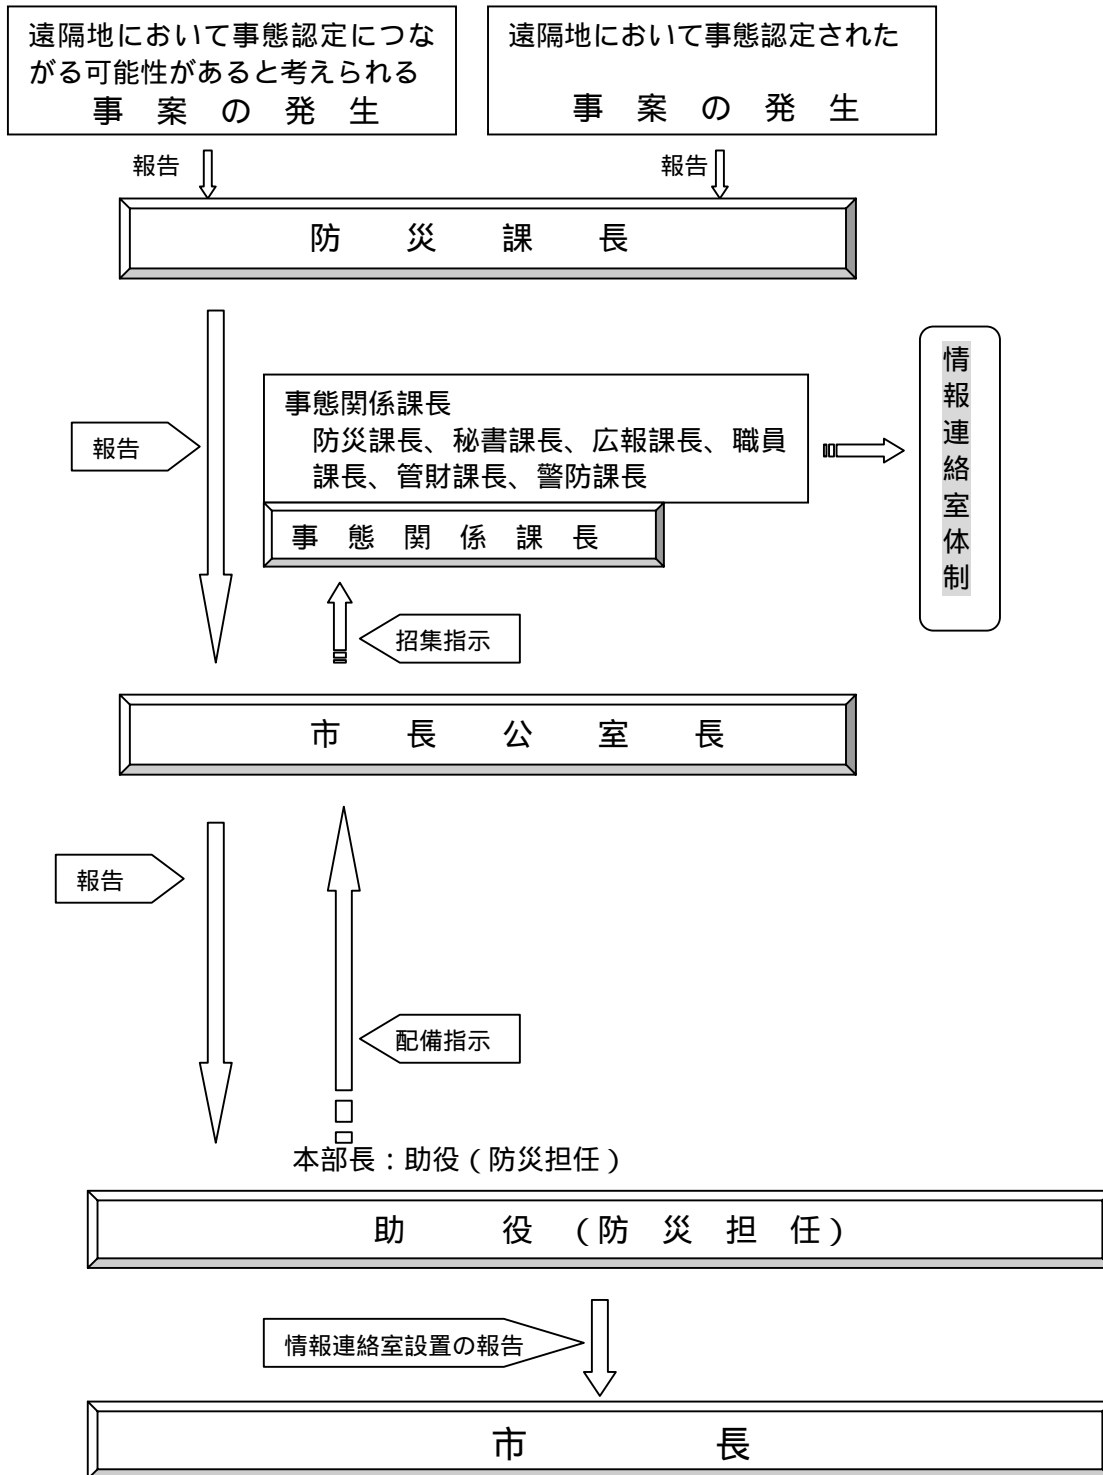 遠隔地において事態認定につな
がる可能性があると考えられる
事　案　の　発　生
遠隔地において事態認定された
事　案　の　発　生
報告
報告
防　災　課　長
報告
事態関係課長
防災課長、秘書課長、広報課長、職員
課長、管財課長、警防課長
事　態　関　係　課　長
情報連絡室体制
招集指示
市　長　公　室　長
報告
配備指示
本部長：助役（防災担任）
助　　役　（防　災　担　任）
情報連絡室設置の報告
市　　　長